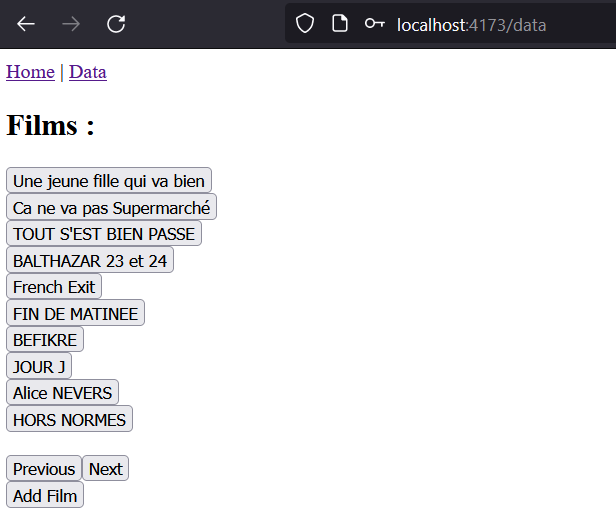 localhost:4173/data
Home | Data
Films :
Une jeune fille qui va bien
Ca ne va pas Supermarché
TOUT S'EST BIEN PASSE
BALTHAZAR 23 et 24
French Exit
FIN DE MATINEE
BEFIKRE
JOUR J
Alice NEVERS
HORS NORMES
Previous Next
Add Film